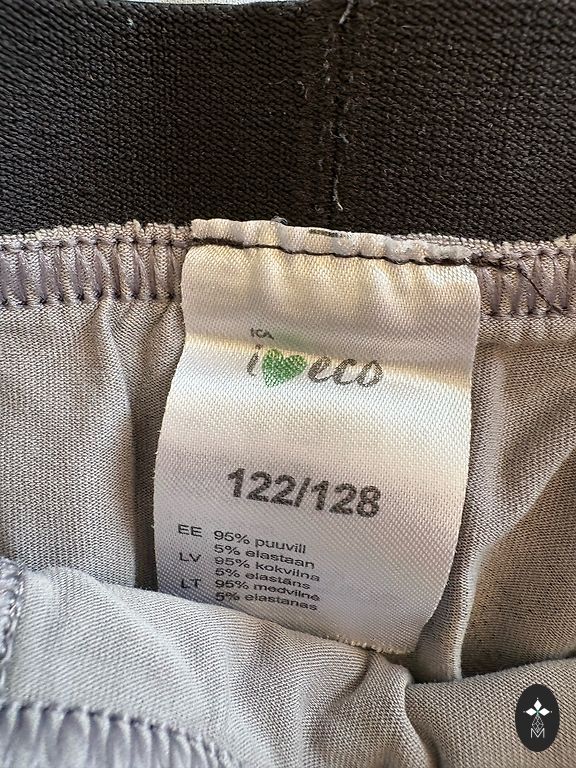 ICA
i eco
122/128
EE 95% puuvill
5% elastaan
LV 95% kokvilna
5% elastāns
LT 95% medvilnė
5% elastanas
M